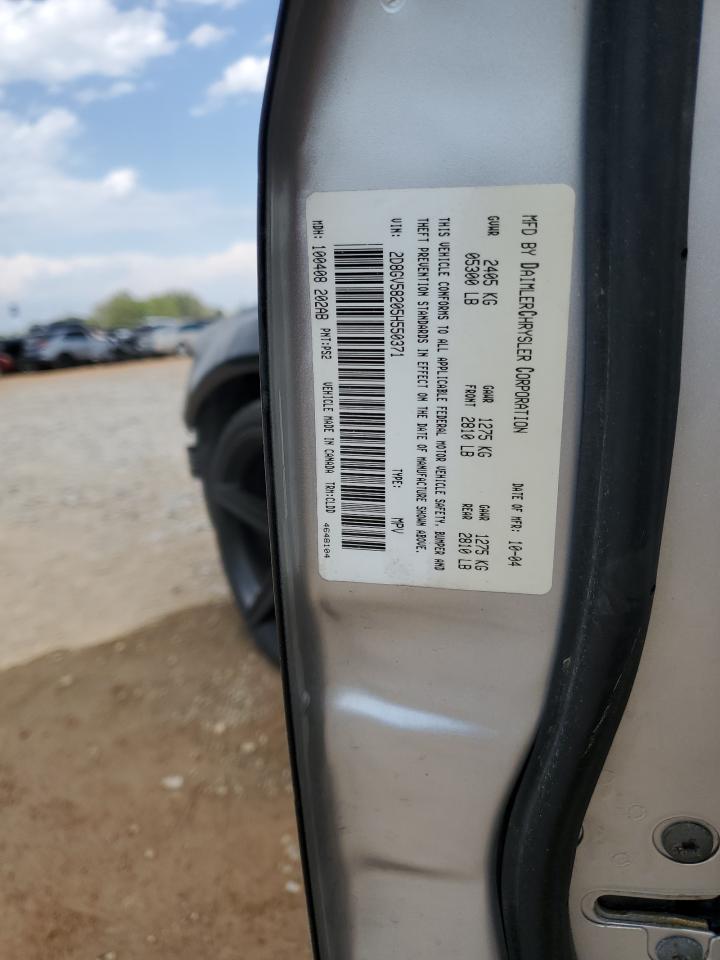 MFD BY DAIMLERCHRYSLER CORPORATION DATE OF MFR: 10-04
GVWR 2405 KG GAWR 1275 KG GAWR 1275 KG
05300 LB FRONT 2810 LB REAR 2810 LB
THIS VEHICLE CONFORMS TO ALL APPLICABLE FEDERAL MOTOR VEHICLE SAFETY, BUMPER AND
THEFT PREVENTION STANDARDS IN EFFECT ON THE DATE OF MANUFACTURE SHOWN ABOVE.
VIN: 2D8GV58205H550371 TYPE: MPV
MDH: 100408 202AB PNT:PS2 VEHICLE MADE IN CANADA TRM:CLDD 4648104